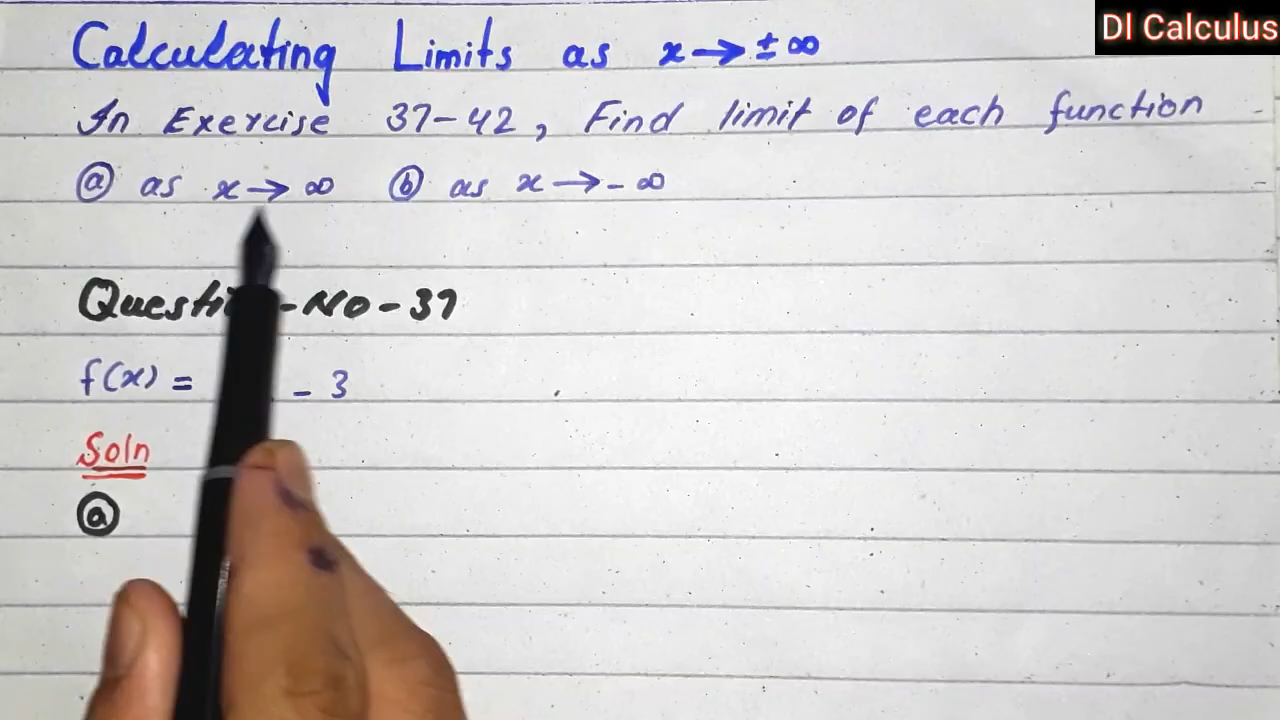 DI Calculus
Calculating Limits as x→±∞
In Exercise 37-42, Find limit of each function
ⓐ as x→∞ ⓑ as x→-∞
-No-37
f(x) = - 3
Soln
ⓐ